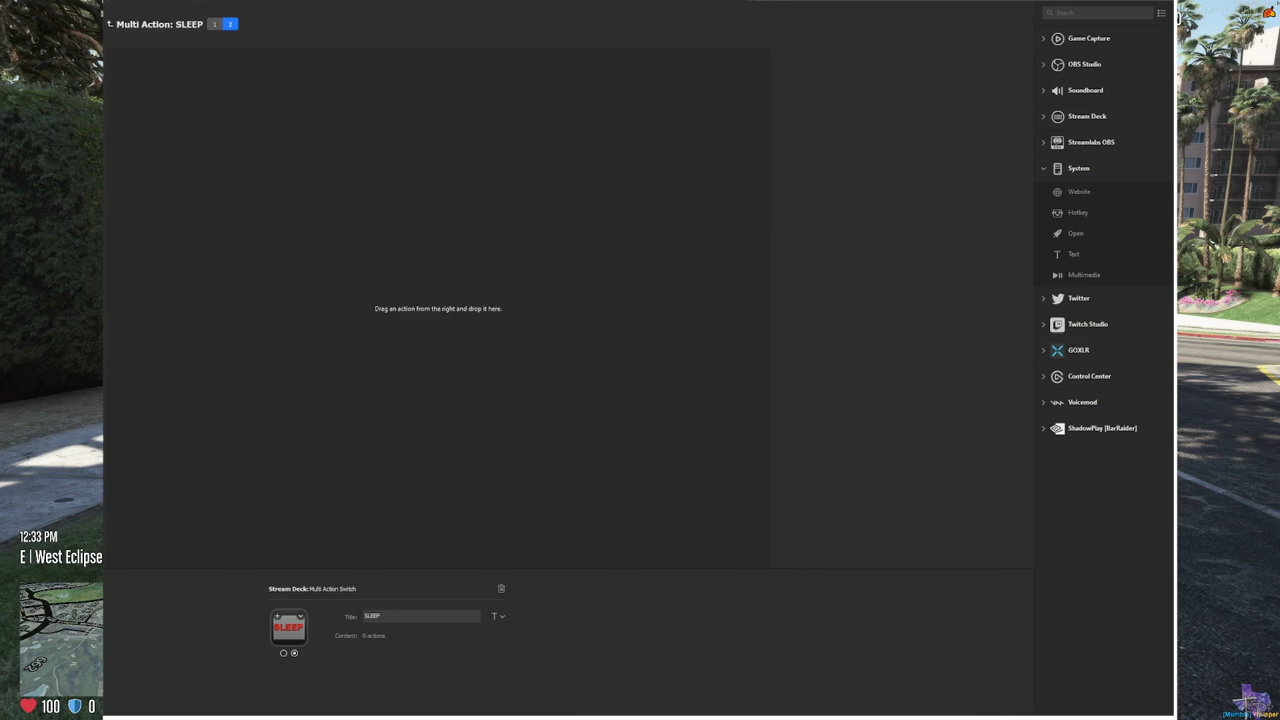 Multi Action: SLEEP 1 2
Search
Game Capture
OBS Studio
Soundboard
Stream Deck
Streamlabs OBS
System
Website
Hotkey
Open
Text
Multimedia
Twitter
Twitch Studio
GOXLR
Control Center
Voicemod
ShadowPlay [BarRaider]
Drag an action from the right and drop it here.
12:33 PM
E | West Eclipse
Stream Deck: Multi Action Switch
SLEEP
Title: SLEEP
T
Content: 0 actions
100 0